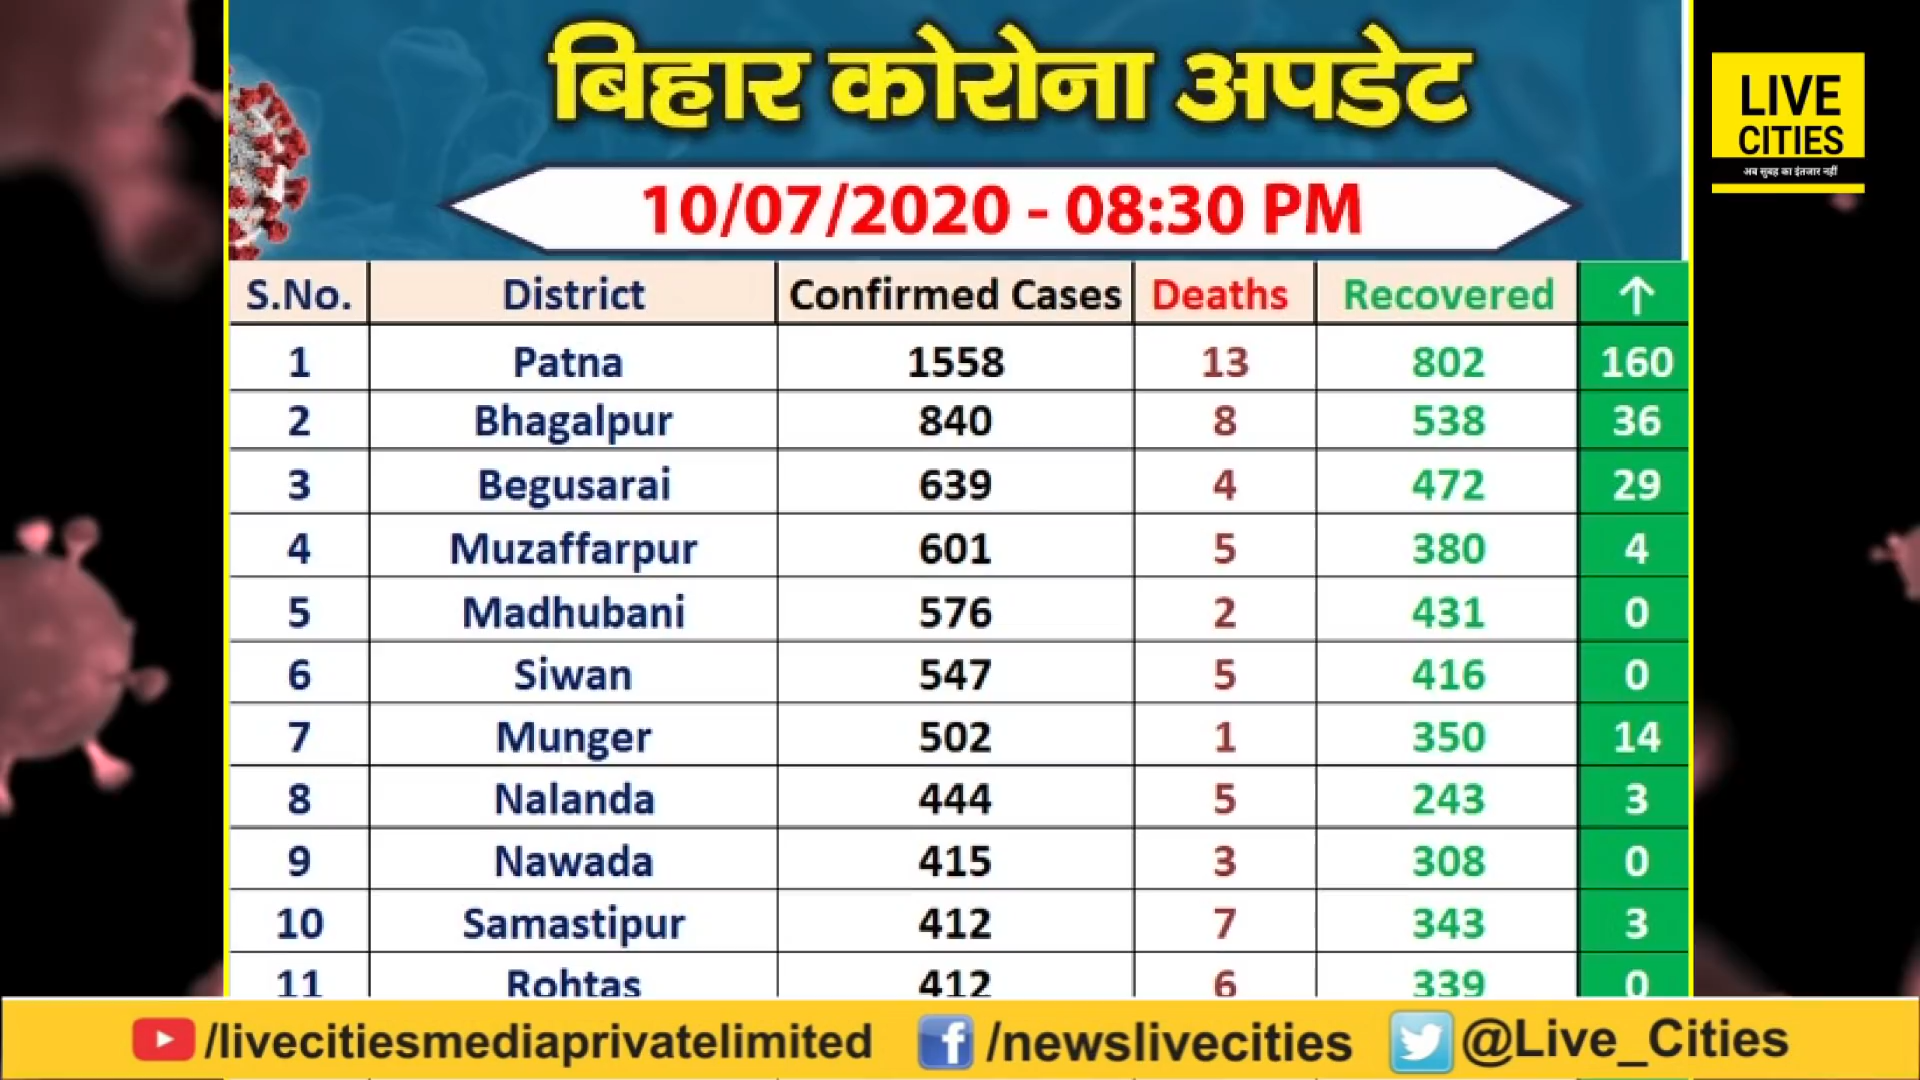 बिहार कोरोना अपडेट
LIVE
CITIES
अब सुबह का इंतजार नहीं
10/07/2020 - 08:30 PM
S.No. District Confirmed Cases Deaths Recovered ↑
1 Patna 1558 13 802 160
2 Bhagalpur 840 8 538 36
3 Begusarai 639 4 472 29
4 Muzaffarpur 601 5 380 4
5 Madhubani 576 2 431 0
6 Siwan 547 5 416 0
7 Munger 502 1 350 14
8 Nalanda 444 5 243 3
9 Nawada 415 3 308 0
10 Samastipur 412 7 343 3
11 Rohtas 412 6 339 0
/livecitiesmediaprivatelimited /newslivecities @Live_Cities